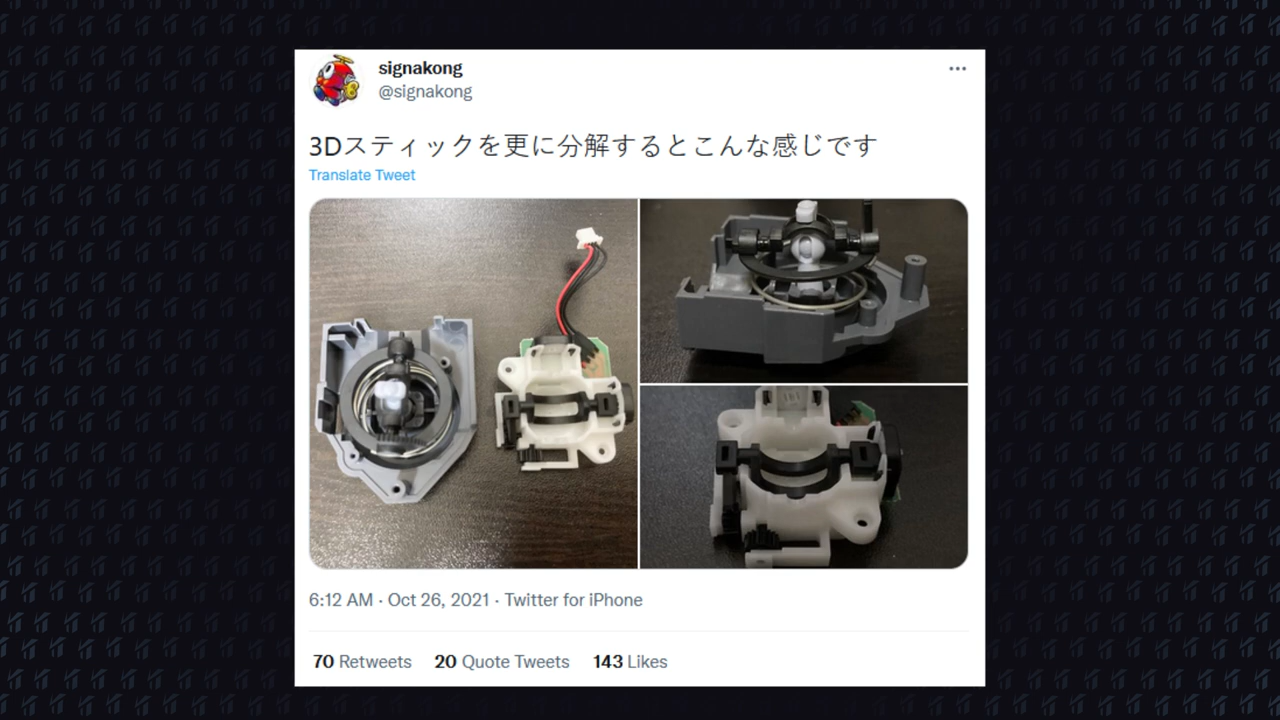 signakong
@signakong
3Dスティックを更に分解するとこんな感じです
Translate Tweet
6:12 AM · Oct 26, 2021 · Twitter for iPhone
70 Retweets 20 Quote Tweets 143 Likes